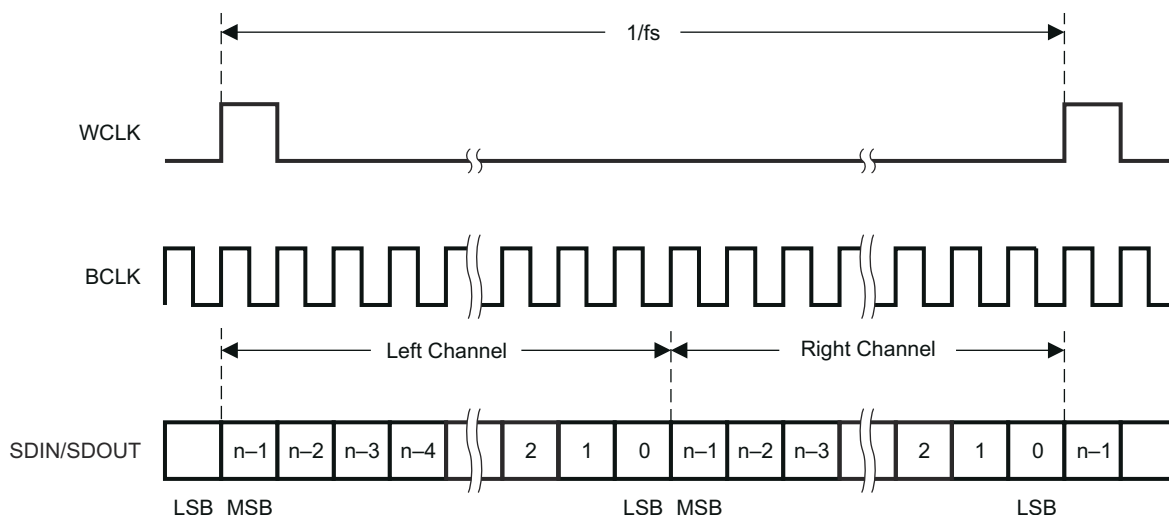 1/fs
WCLK
BCLK
Left Channel
Right Channel
SDIN/SDOUT
n–1 n–2 n–3 n–4 2 1 0 n–1 n–2 n–3 2 1 0 n–1
LSB MSB LSB MSB LSB